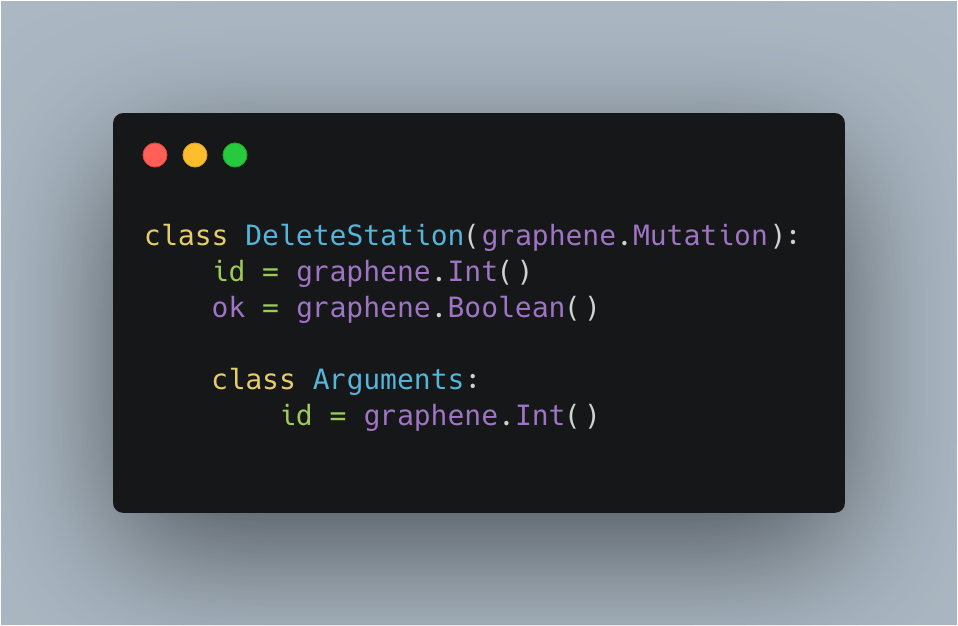 class DeleteStation(graphene.Mutation):
    id = graphene.Int()
    ok = graphene.Boolean()

    class Arguments:
        id = graphene.Int()